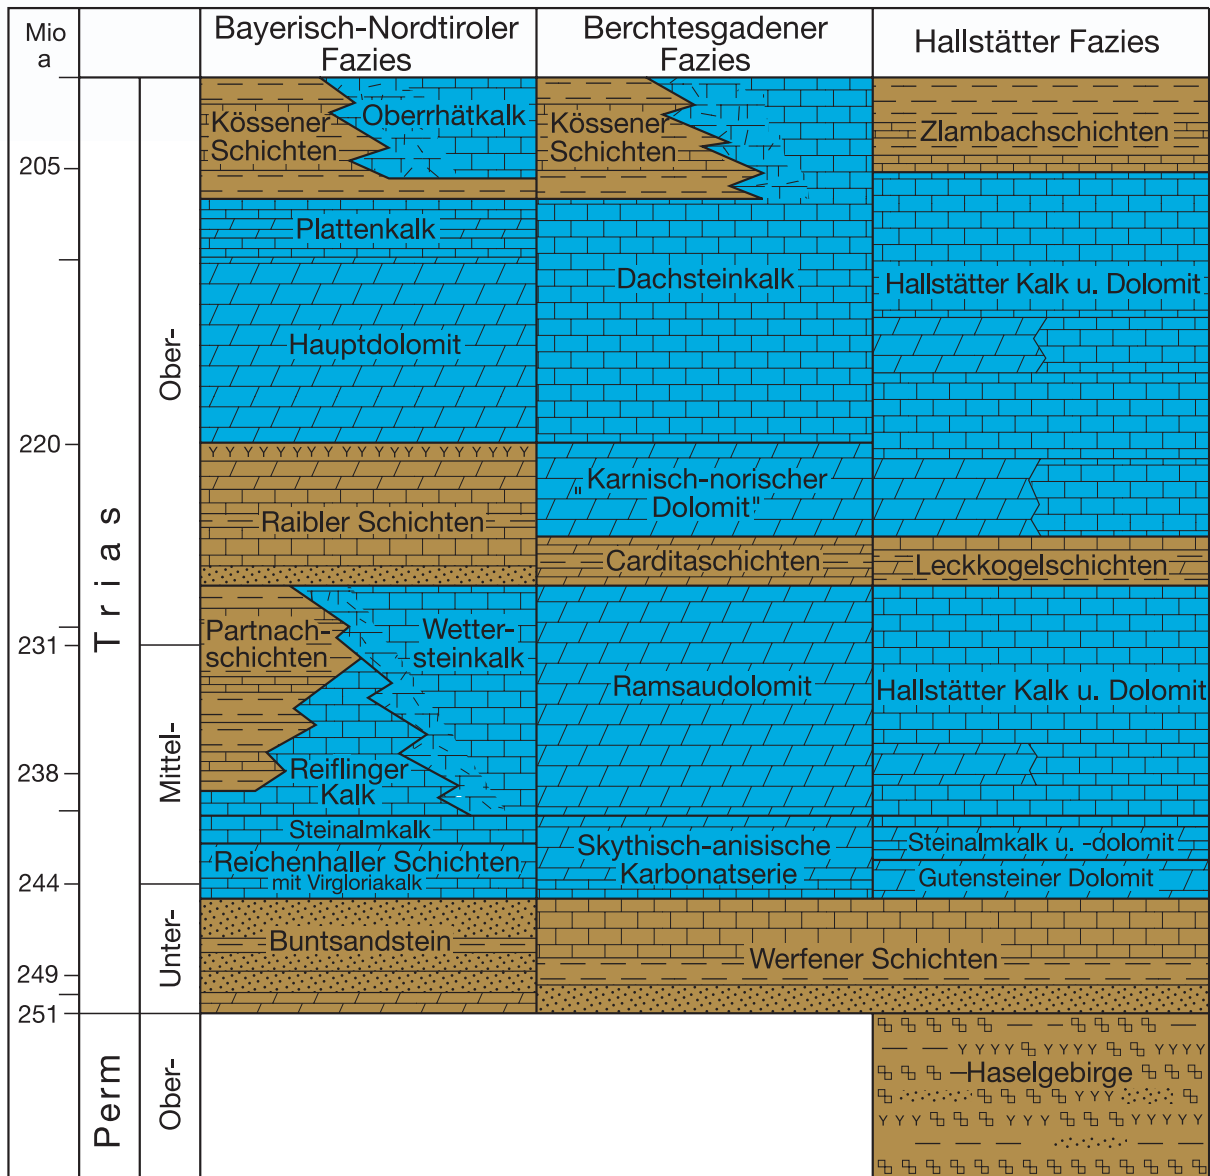 Mio
a
Bayerisch-Nordtiroler
Fazies
Berchtesgadener
Fazies
Hallstätter Fazies
205
220
231
238
244
249
251
Trias
Perm
Ober-
Mittel-
Unter-
Ober-
Kössener
Schichten
Oberrhätkalk
Plattenkalk
Hauptdolomit
Raibler Schichten
Partnach-
schichten
Wetter-
steinkalk
Reiflinger
Kalk
Steinalmkalk
Reichenhaller Schichten
mit Virgloriakalk
Buntsandstein
Kössener
Schichten
Dachsteinkalk
"Karnisch-norischer
Dolomit"
Carditaschichten
Ramsaudolomit
Skythisch-anisische
Karbonatserie
Werfener Schichten
Zlambachschichten
Hallstätter Kalk u. Dolomit
Leckkogelschichten
Hallstätter Kalk u. Dolomit
Steinalmkalk u. -dolomit
Gutensteiner Dolomit
Haselgebirge